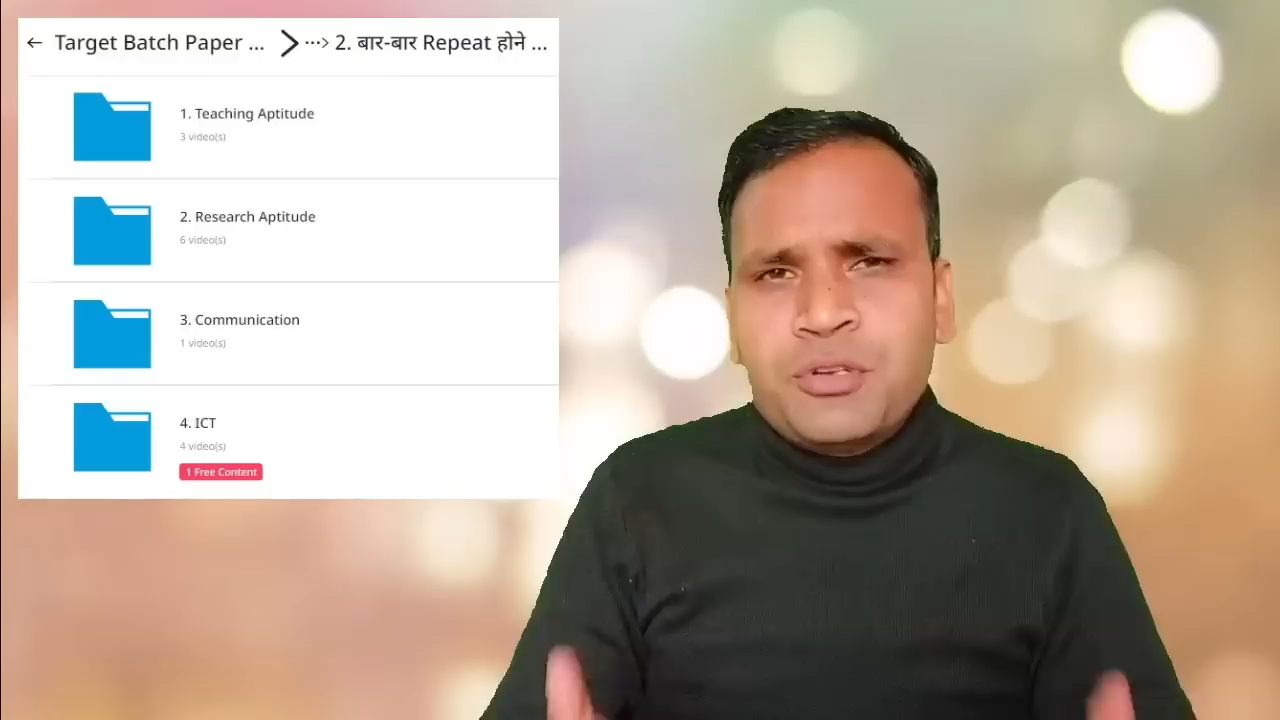 ← Target Batch Paper ... > ···> 2. बार-बार Repeat होने ...
1. Teaching Aptitude
3 video(s)
2. Research Aptitude
6 video(s)
3. Communication
1 video(s)
4. ICT
4 video(s)
1 Free Content